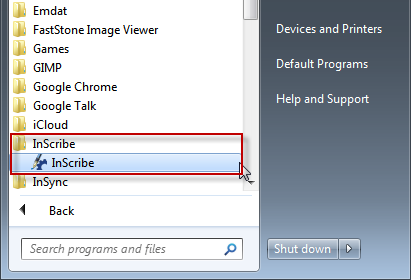 Emdat
FastStone Image Viewer
Games
GIMP
Google Chrome
Google Talk
iCloud
InScribe
InScribe
InSync
Back
Search programs and files
Devices and Printers
Default Programs
Help and Support
Shut down